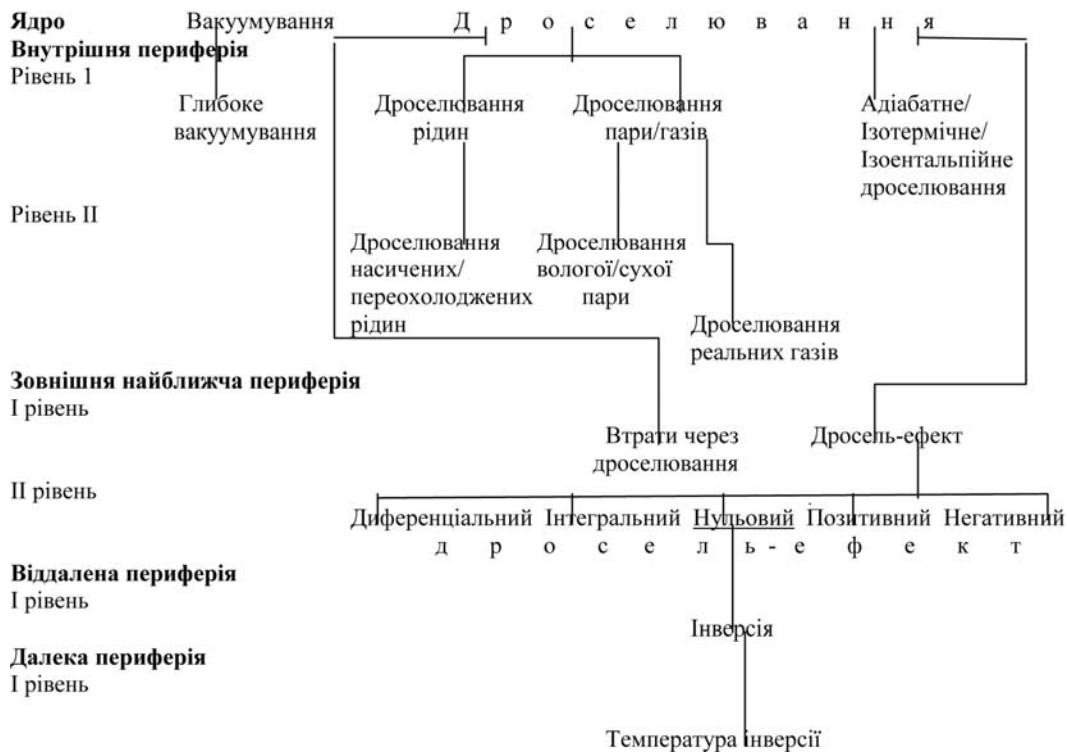 Ядро Вакуумування Д р о с е л ю в а н н я
Внутрішня периферія
Рівень 1
Глибоке Дроселювання Дроселювання Адіабатне/
вакуумування рідин пари/газів Ізотермічне/
Ізоентальпійне
дроселювання
Рівень II
Дроселювання Дроселювання
насичених/ вологої/сухої
переохолоджених пари
рідин Дроселювання
реальних газів
Зовнішня найближча периферія
I рівень
Втрати через Дросель-ефект
дроселювання
II рівень
Диференціальний Інтегральний Нульовий Позитивний Негативний
д р о с е л ь - е ф е к т
Віддалена периферія
I рівень
Інверсія
Далека периферія
I рівень
Температура інверсії